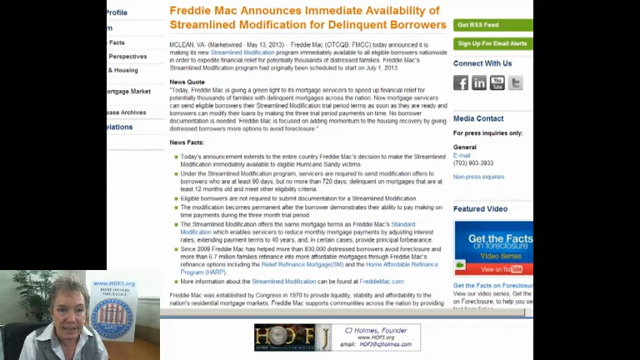 Profile
Facts
Perspectives
& Housing
Mortgage Market
ease Archives
elations
Freddie Mac Announces Immediate Availability of
Streamlined Modification for Delinquent Borrowers
MCLEAN, VA--(Marketwired - May 13, 2013) - Freddie Mac (OTCQB: FMCC) today announced it is
making its new Streamlined Modification program immediately available to all eligible borrowers nationwide
in order to expedite financial relief for potentially thousands of distressed families. Freddie Mac's
Streamlined Modification program had originally been scheduled to start on July 1, 2013.
News Quote
"Today, Freddie Mac is giving a green light to its mortgage servicers to speed up financial relief for
potentially thousands of families with delinquent mortgages across the nation. Now mortgage servicers
can send eligible borrowers their Streamlined Modification trial period terms as soon as they are ready and
borrowers can modify their loans by making the three trial period payments on time. No borrower
documentation is needed. Freddie Mac is focused on adding momentum to the housing recovery by giving
distressed borrowers more options to avoid foreclosure."
News Facts:
Today's announcement extends to the entire country Freddie Mac's decision to make the Streamlined
Modification immediately available to eligible Hurricane Sandy victims
Under the Streamlined Modification program, servicers are required to send modification offers to
borrowers who are at least 90 days, but no more than 720 days, delinquent on mortgages that are at
least 12 months old and meet other eligibility criteria
Eligible borrowers are not required to submit documentation for a Streamlined Modification
The modification becomes permanent after the borrower demonstrates their ability to pay making on-
time payments during the three month trial period
The Streamlined Modification offers the same mortgage terms as Freddie Mac's Standard
Modification which enables servicers to reduce monthly mortgage payments by adjusting interest
rates, extending payment terms to 40 years, and, in certain cases, provide principal forbearance
Since 2009 Freddie Mac has helped more than 830,000 distressed borrowers avoid foreclosure and
more than 6.7 million families refinance into more affordable mortgages through Freddie Mac's
refinance options including the Relief Refinance Mortgage(SM) and the Home Affordable Refinance
Program (HARP).
More information about the Streamlined Modification can be found at FreddieMac.com
Freddie Mac was established by Congress in 1970 to provide liquidity, stability and affordability to the
nation's residential mortgage markets. Freddie Mac supports communities across the nation by providing
Get RSS Feed
Sign Up For Email Alerts
Connect With Us
Media Contact
For press inquiries only:
General
E-mail
(703) 903-3933
Non-press inquiries
Featured Video
Get the Facts
on foreclosure
Video Series
View on YouTube
Get the Facts on Foreclosure
View our video series, Get the
Facts on Foreclosure, to learn
www.HOFJ.org
HOME OWNERS
FOR JUSTICE
HOFJ
CJ Holmes, Founder
www.HOFJ.org
email: HOFJ@cjholmes.com